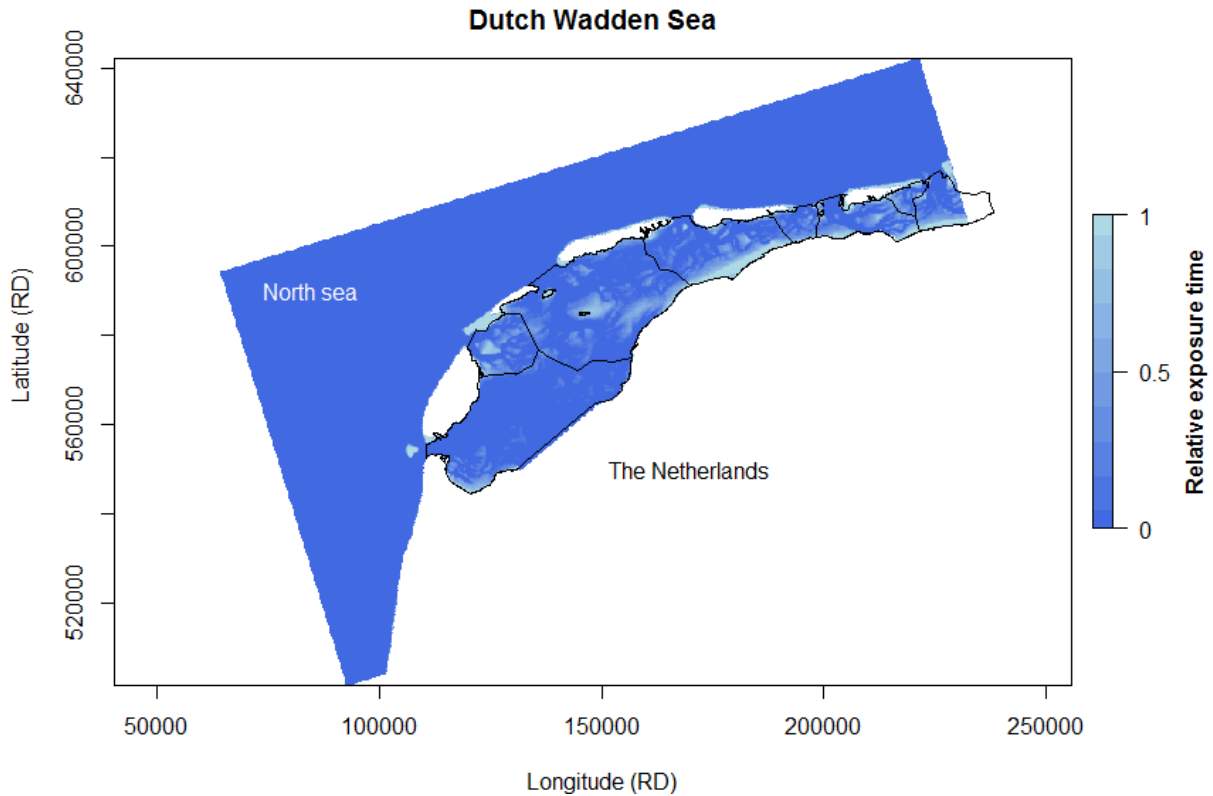 Dutch Wadden Sea
640000
600000
560000
520000
Latitude (RD)
North sea
The Netherlands
50000
100000
150000
200000
250000
Longitude (RD)
1
0.5
0
Relative exposure time